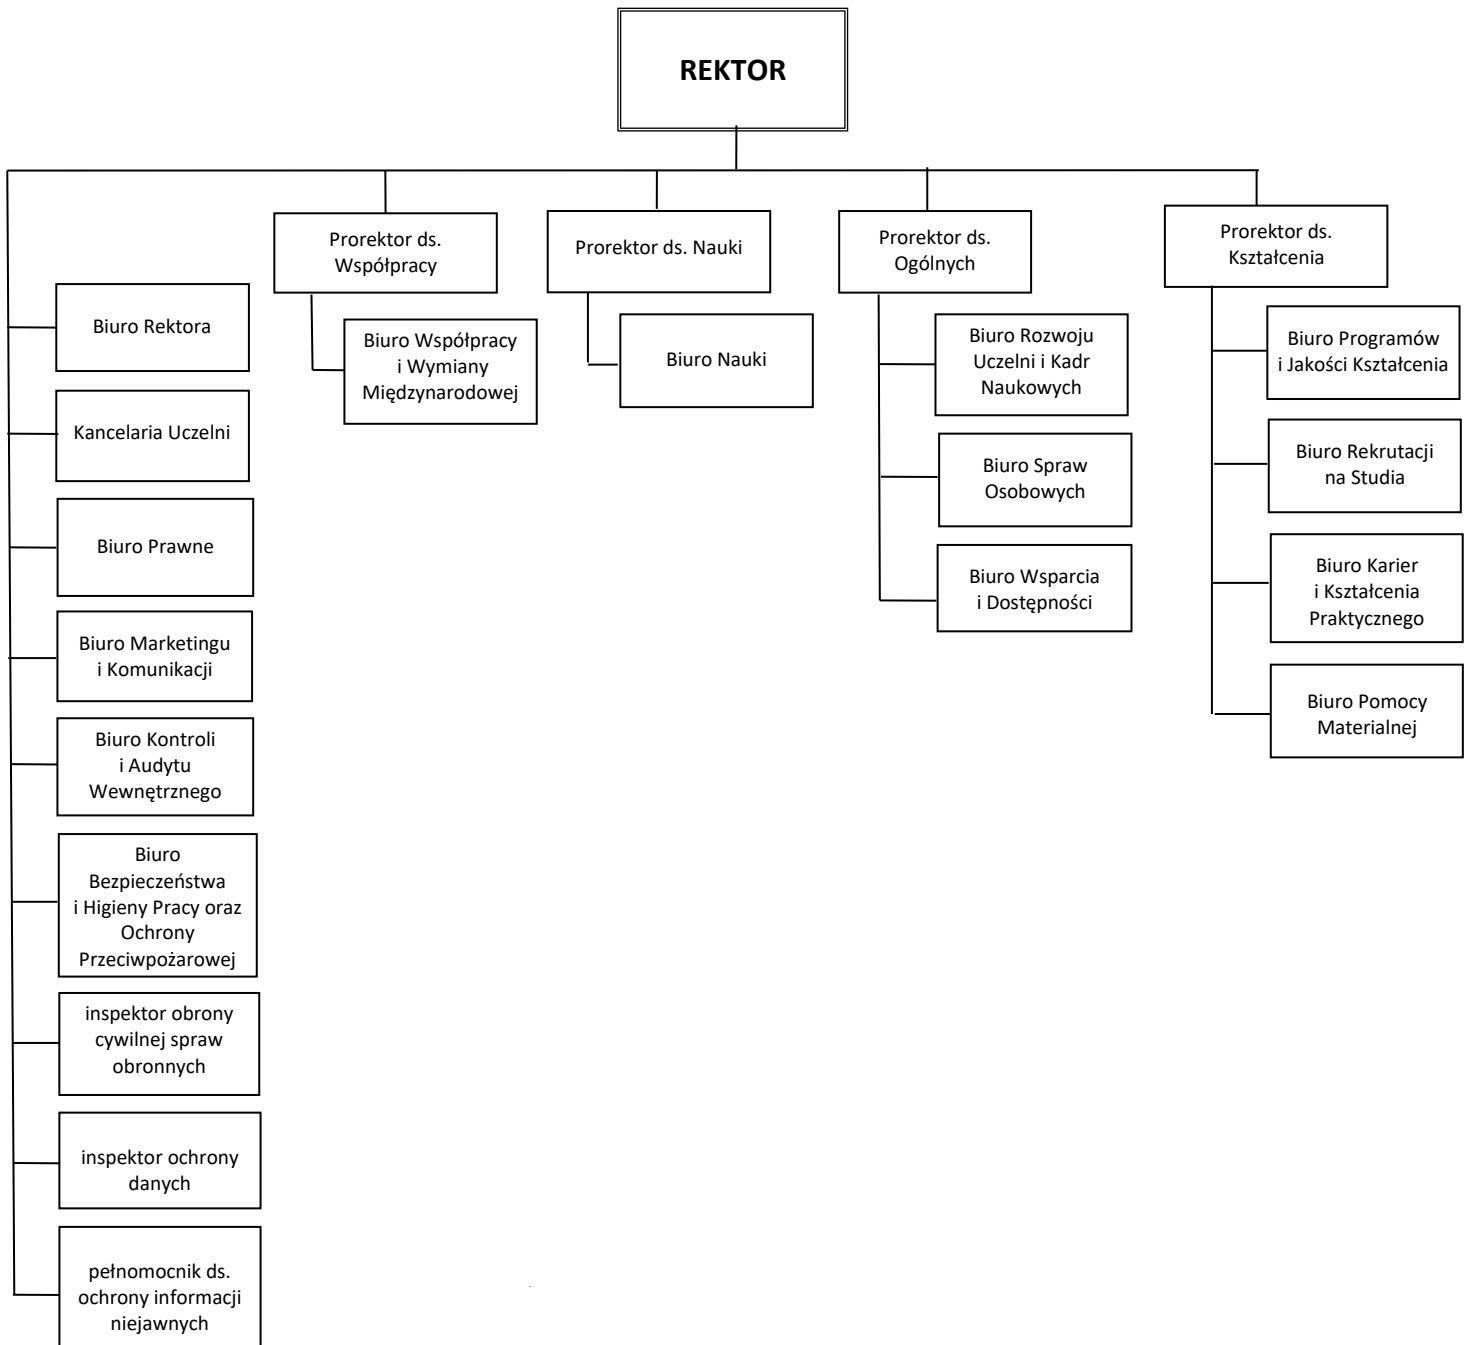 REKTOR
Prorektor ds.
Współpracy
Prorektor ds. Nauki
Prorektor ds.
Ogólnych
Prorektor ds.
Kształcenia
Biuro Rektora
Kancelaria Uczelni
Biuro Prawne
Biuro Marketingu
i Komunikacji
Biuro Kontroli
i Audytu
Wewnętrznego
Biuro
Bezpieczeństwa
i Higieny Pracy oraz
Ochrony
Przeciwpożarowej
inspektor obrony
cywilnej spraw
obronnych
inspektor ochrony
danych
pełnomocnik ds.
ochrony informacji
niejawnych
Biuro Współpracy
i Wymiany
Międzynarodowej
Biuro Nauki
Biuro Rozwoju
Uczelni i Kadr
Naukowych
Biuro Spraw
Osobowych
Biuro Wsparcia
i Dostępności
Biuro Programów
i Jakości Kształcenia
Biuro Rekrutacji
na Studia
Biuro Karier
i Kształcenia
Praktycznego
Biuro Pomocy
Materialnej